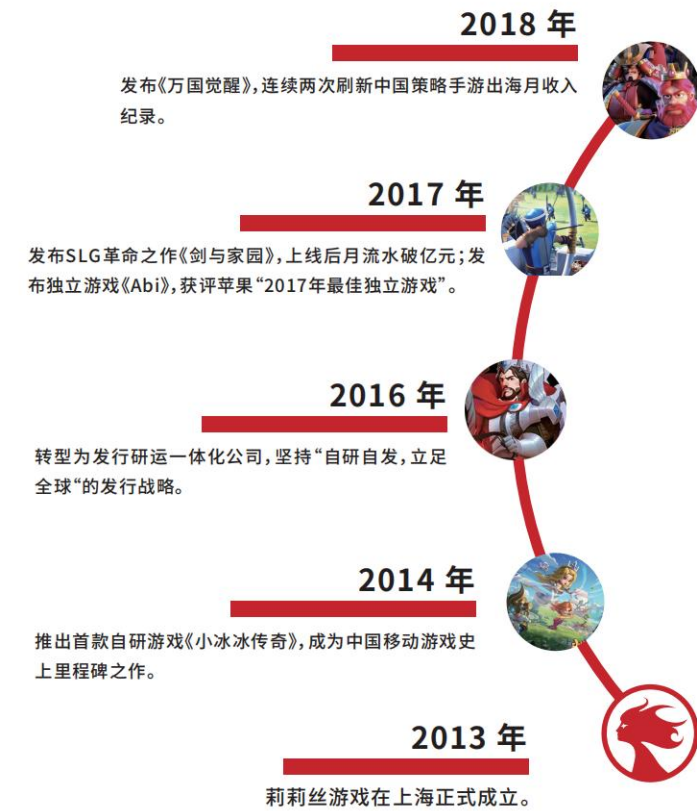 2018 年
发布《万国觉醒》，连续两次刷新中国策略手游出海月收入
纪录。
2017 年
发布SLG革命之作《剑与家园》，上线后月流水破亿元；发
布独立游戏《Abi》，获评苹果“2017年最佳独立游戏”。
2016 年
转型为发行研运一体化公司，坚持“自研自发，立足
全球“的发行战略。
2014 年
推出首款自研游戏《小冰冰传奇》，成为中国移动游戏史
上里程碑之作。
2013 年
莉莉丝游戏在上海正式成立。